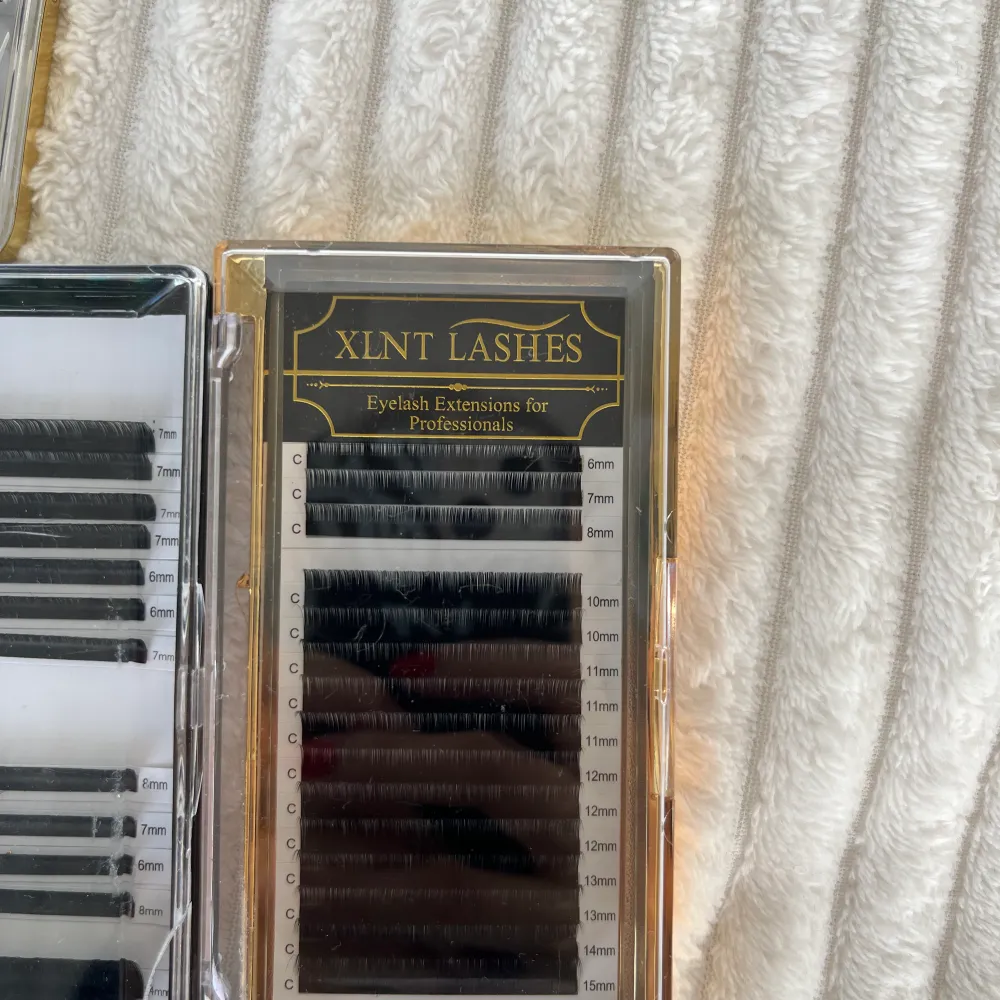 XLNT LASHES
Eyelash Extensions for
Professionals
C 6mm
C 7mm
C 8mm
C 10mm
C 10mm
C 11mm
C 11mm
C 11mm
C 12mm
C 12mm
C 12mm
C 13mm
C 13mm
C 14mm
C 15mm
7mm
7mm
7mm
7mm
6mm
6mm
7mm
8mm
7mm
6mm
8mm